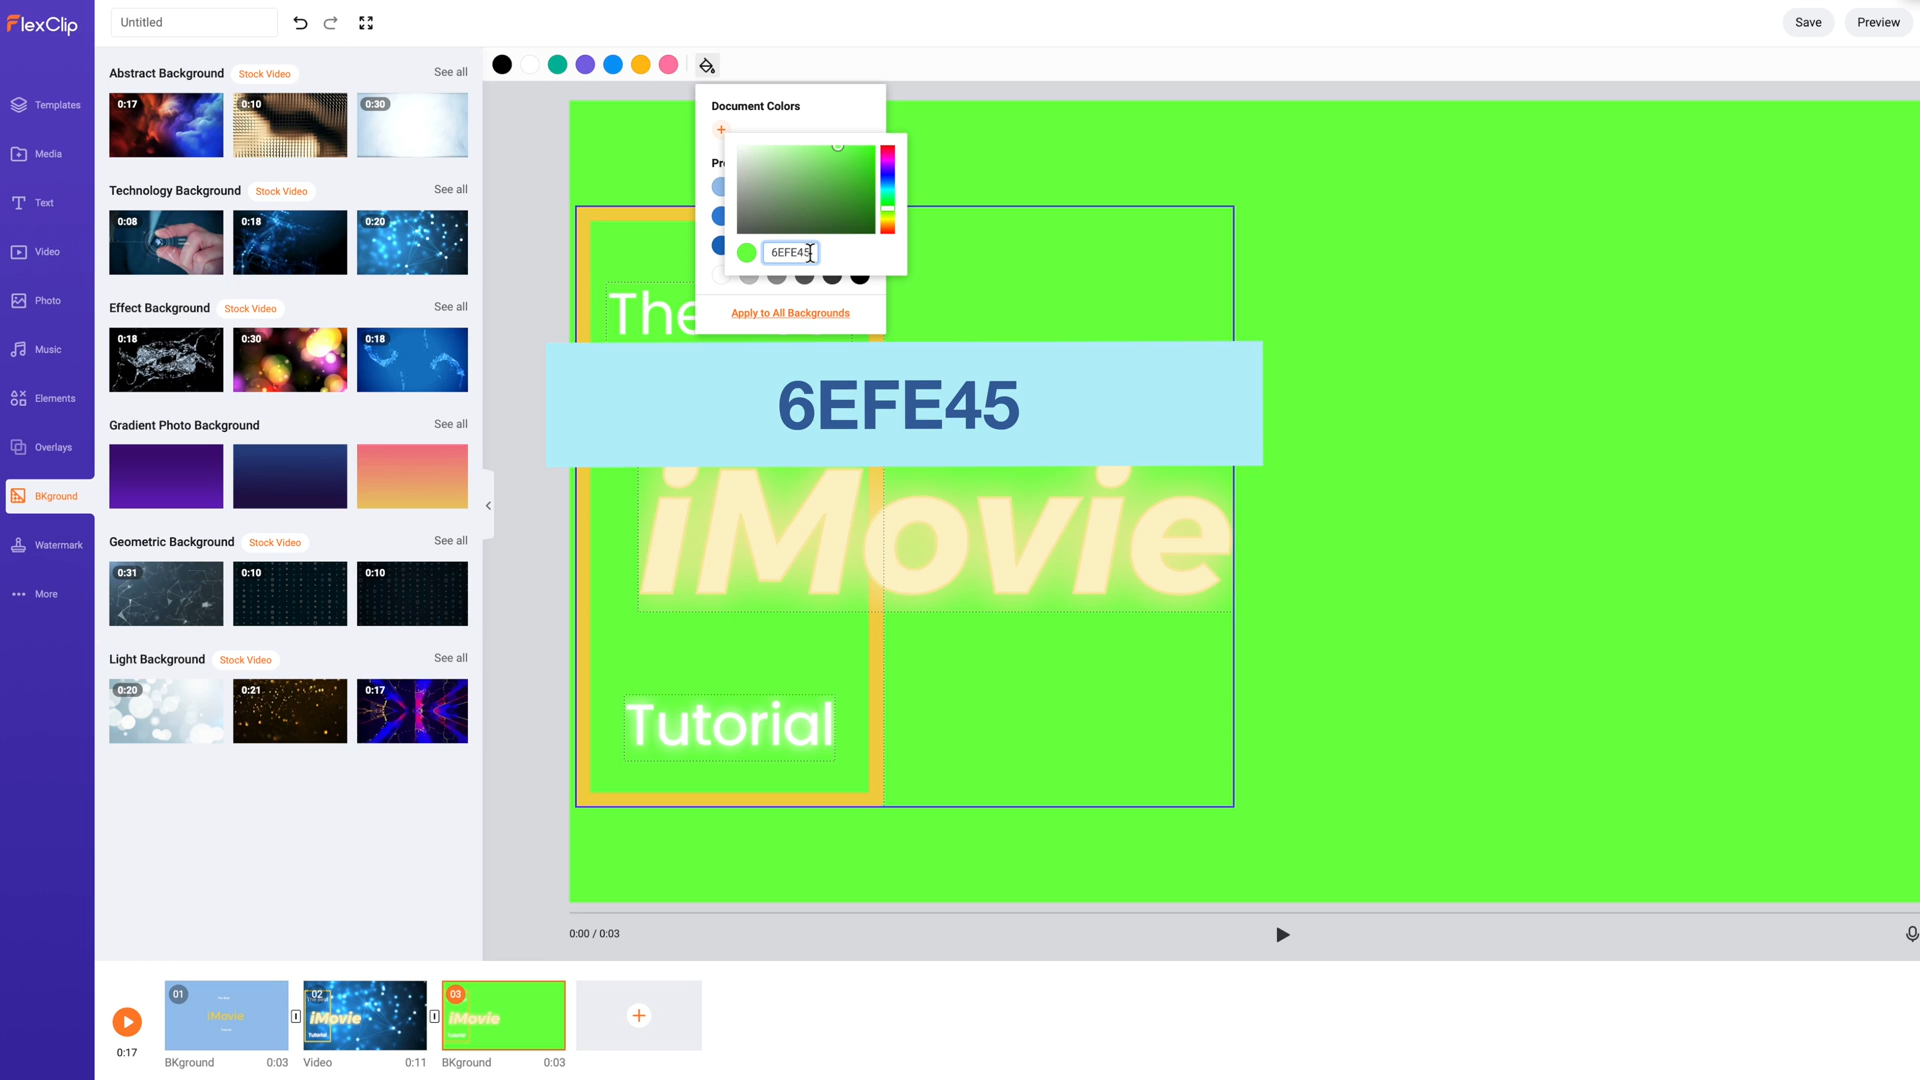 FlexClip
Untitled
Save
Preview
Templates
Media
Text
Video
Photo
Music
Elements
Overlays
BKground
Watermark
More
Abstract Background
Stock Video
See all
0:17
0:10
0:30
Technology Background
Stock Video
See all
0:08
0:18
0:20
Effect Background
Stock Video
See all
0:18
0:30
0:18
Gradient Photo Background
See all
Geometric Background
Stock Video
See all
0:31
0:10
0:10
Light Background
Stock Video
See all
0:20
0:21
0:17
Document Colors
Pr
6EFE45
Apply to All Backgrounds
The
6EFE45
iMovie
Tutorial
0:00 / 0:03
0:17
01
iMovie
BKground
0:03
02
iMovie
Tutorial
Video
0:11
03
iMovie
Tutorial
BKground
0:03